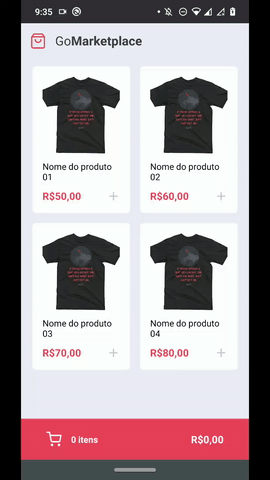 9:35
GoMarketplace
Nome do produto
01
R$50,00
Nome do produto
02
R$60,00
Nome do produto
03
R$70,00
Nome do produto
04
R$80,00
0 itens
R$0,00